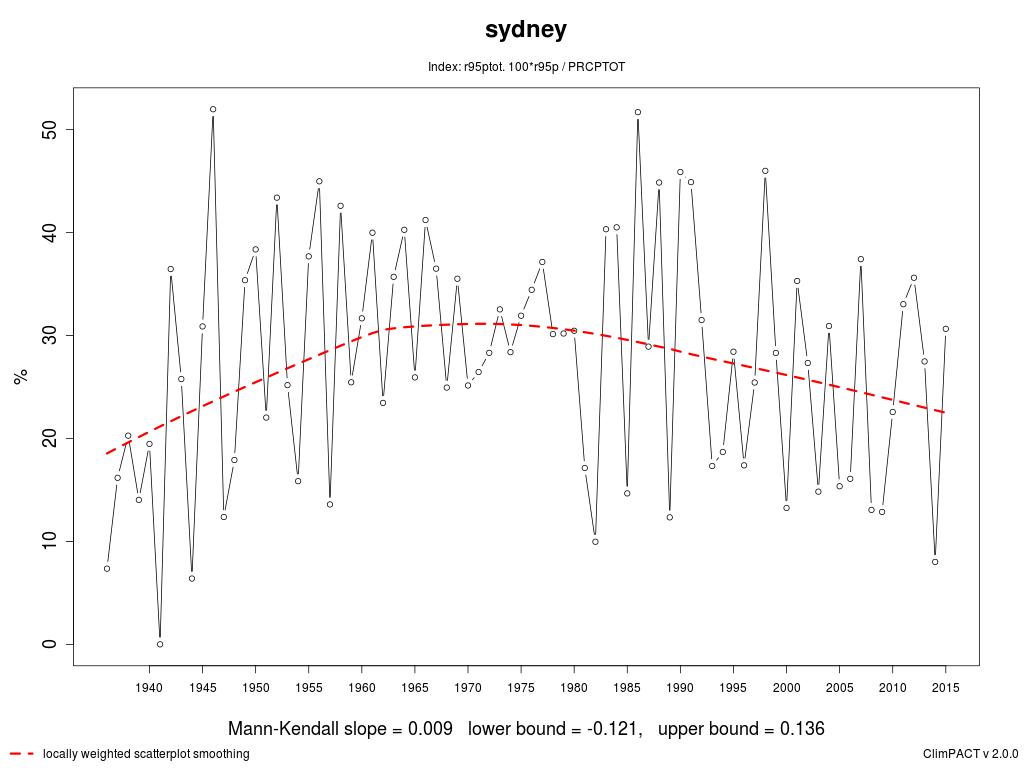 sydney
Index: r95ptot. 100*r95p / PRCPTOT
50
40
30
20
10
0
%
1940 1945 1950 1955 1960 1965 1970 1975 1980 1985 1990 1995 2000 2005 2010 2015
Mann-Kendall slope = 0.009 lower bound = -0.121, upper bound = 0.136
locally weighted scatterplot smoothing
ClimPACT v 2.0.0